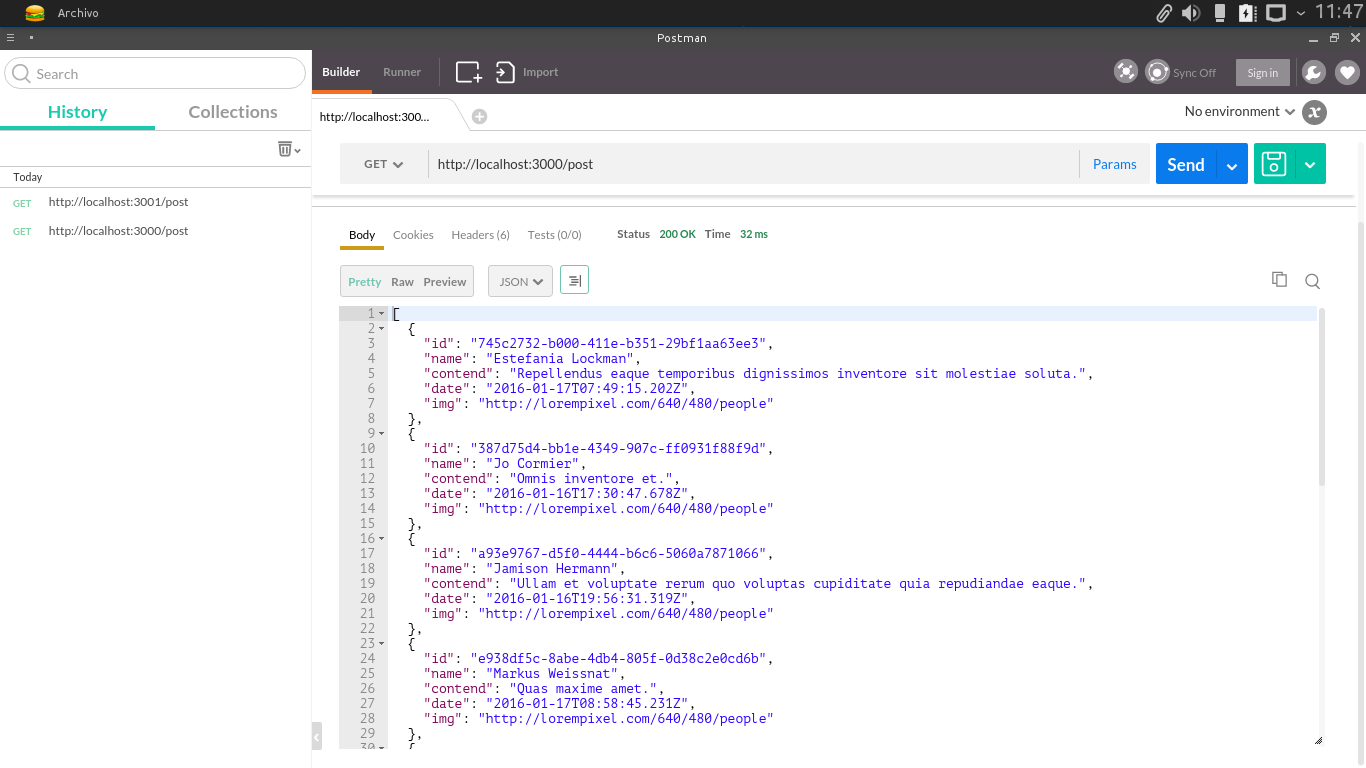 Archivo
11:47
Postman
Search
Builder
Runner
Import
Sync Off
Sign in
History
Collections
http://localhost:300...
No environment
GET
http://localhost:3000/post
Params
Send
Today
GET http://localhost:3001/post
GET http://localhost:3000/post
Body Cookies Headers (6) Tests (0/0) Status 200 OK Time 32 ms
Pretty Raw Preview JSON
1 [
2 {
3 "id": "745c2732-b000-411e-b351-29bf1aa63ee3",
4 "name": "Estefania Lockman",
5 "contend": "Repellendus eaque temporibus dignissimos inventore sit molestiae soluta.",
6 "date": "2016-01-17T07:49:15.202Z",
7 "img": "http://lorempixel.com/640/480/people"
8 },
9 {
10 "id": "387d75d4-bb1e-4349-907c-ff0931f88f9d",
11 "name": "Jo Cormier",
12 "contend": "Omnis inventore et.",
13 "date": "2016-01-16T17:30:47.678Z",
14 "img": "http://lorempixel.com/640/480/people"
15 },
16 {
17 "id": "a93e9767-d5f0-4444-b6c6-5060a7871066",
18 "name": "Jamison Hermann",
19 "contend": "Ullam et voluptate rerum quo voluptas cupiditate quia repudiandae eaque.",
20 "date": "2016-01-16T19:56:31.319Z",
21 "img": "http://lorempixel.com/640/480/people"
22 },
23 {
24 "id": "e938df5c-8abe-4db4-805f-0d38c2e0cd6b",
25 "name": "Markus Weissnat",
26 "contend": "Quas maxime amet.",
27 "date": "2016-01-17T08:58:45.231Z",
28 "img": "http://lorempixel.com/640/480/people"
29 },
30 {